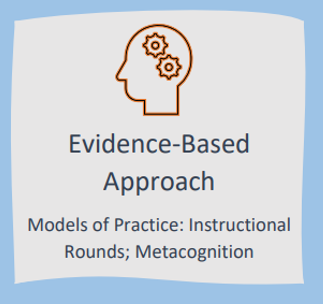 Evidence-Based
Approach
Models of Practice: Instructional
Rounds; Metacognition